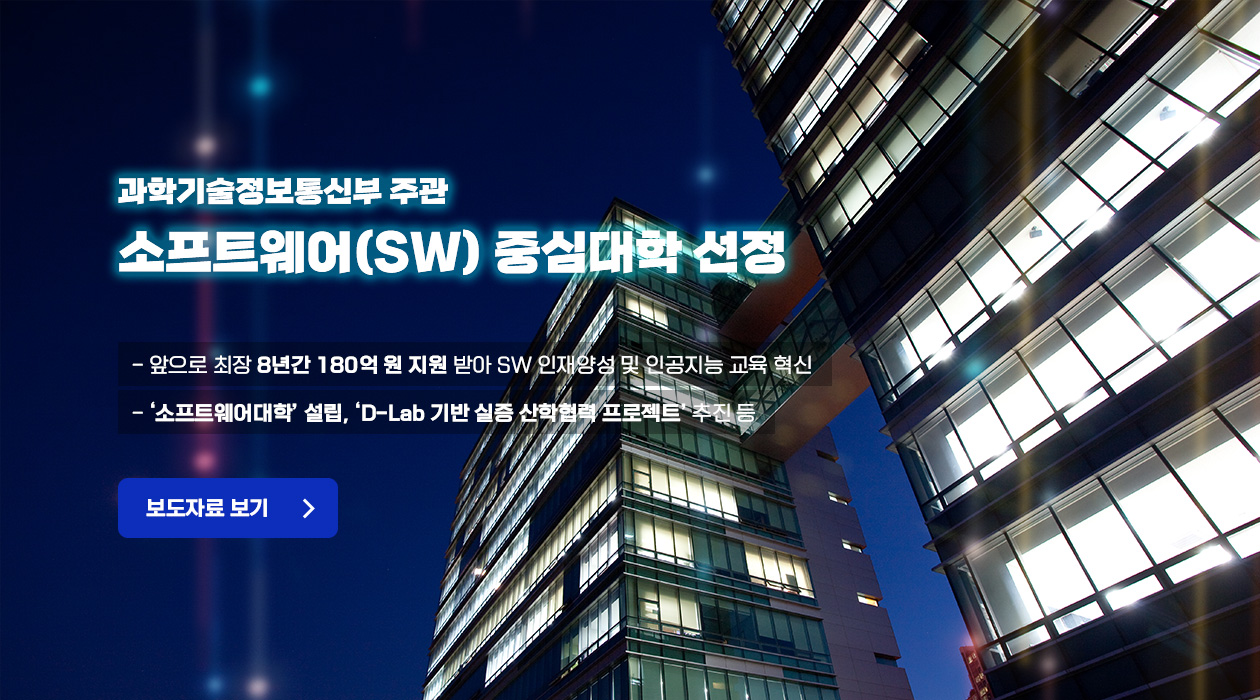 과학기술정보통신부 주관
소프트웨어(SW) 중심대학 선정
– 앞으로 최장 8년간 180억 원 지원 받아 SW 인재양성 및 인공지능 교육 혁신
– ‘소프트웨어대학’ 설립, ‘D-Lab 기반 실증 산학협력 프로젝트’ 추진 등
보도자료 보기 >